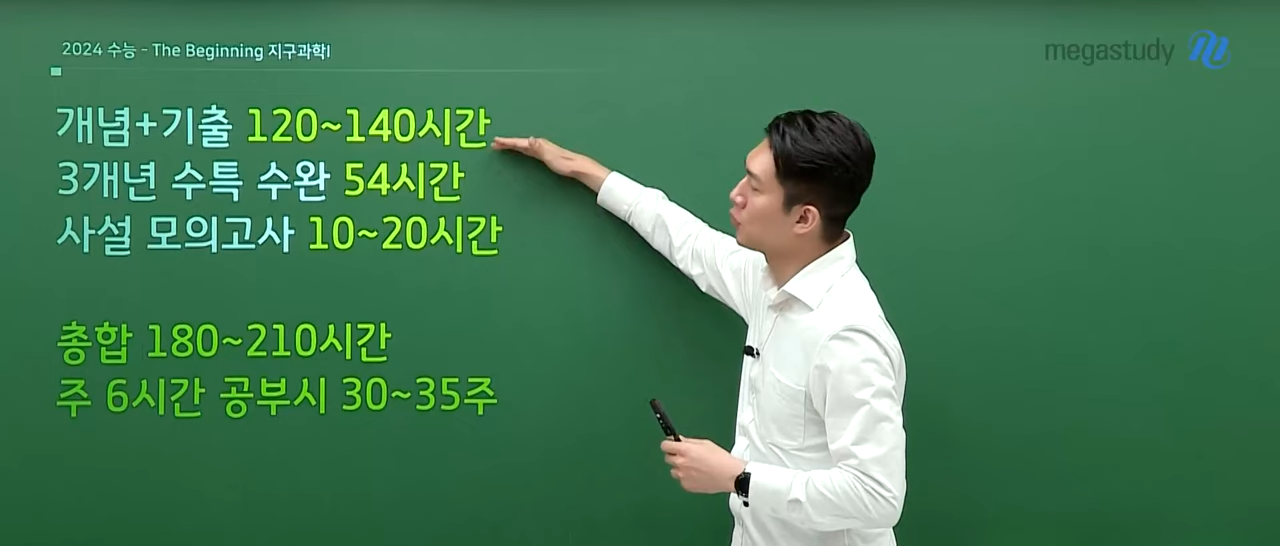 2024 수능 - The Beginning 지구과학I
megastudy
개념+기출 120~140시간
3개년 수특 수완 54시간
사설 모의고사 10~20시간
총합 180~210시간
주 6시간 공부시 30~35주